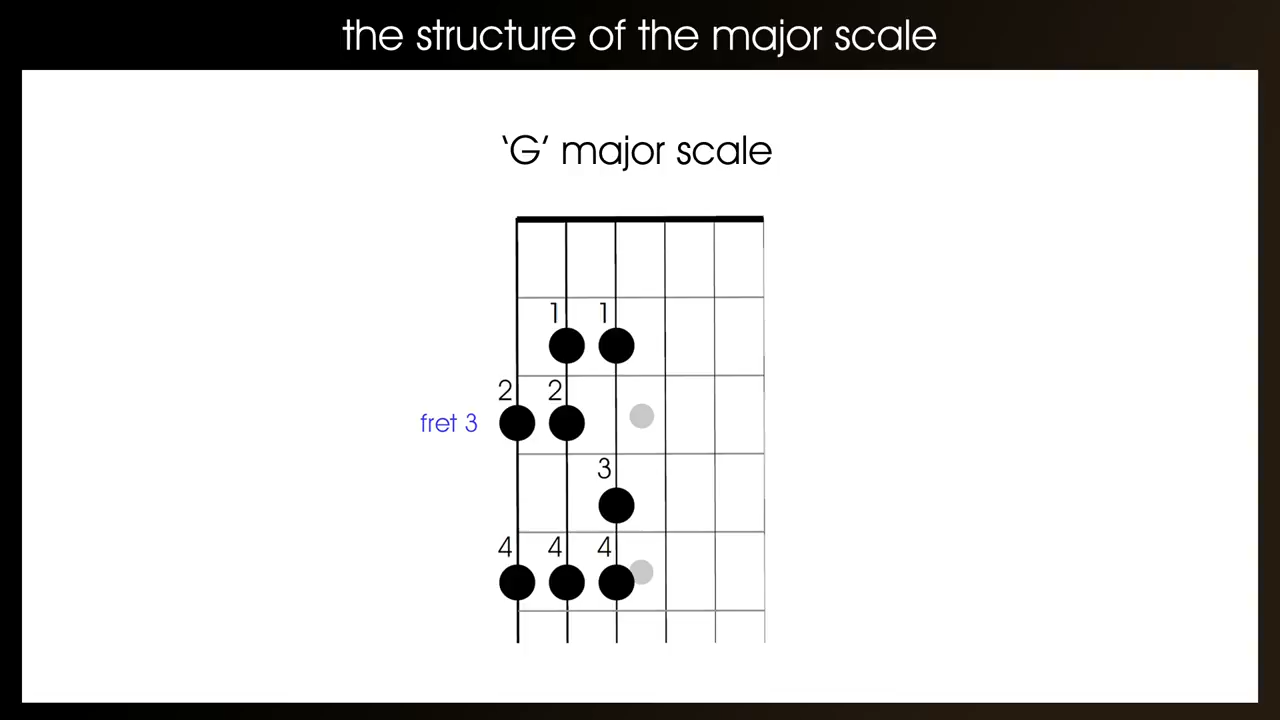 the structure of the major scale
‘G’ major scale
1 1
2 2
fret 3
3
4 4 4